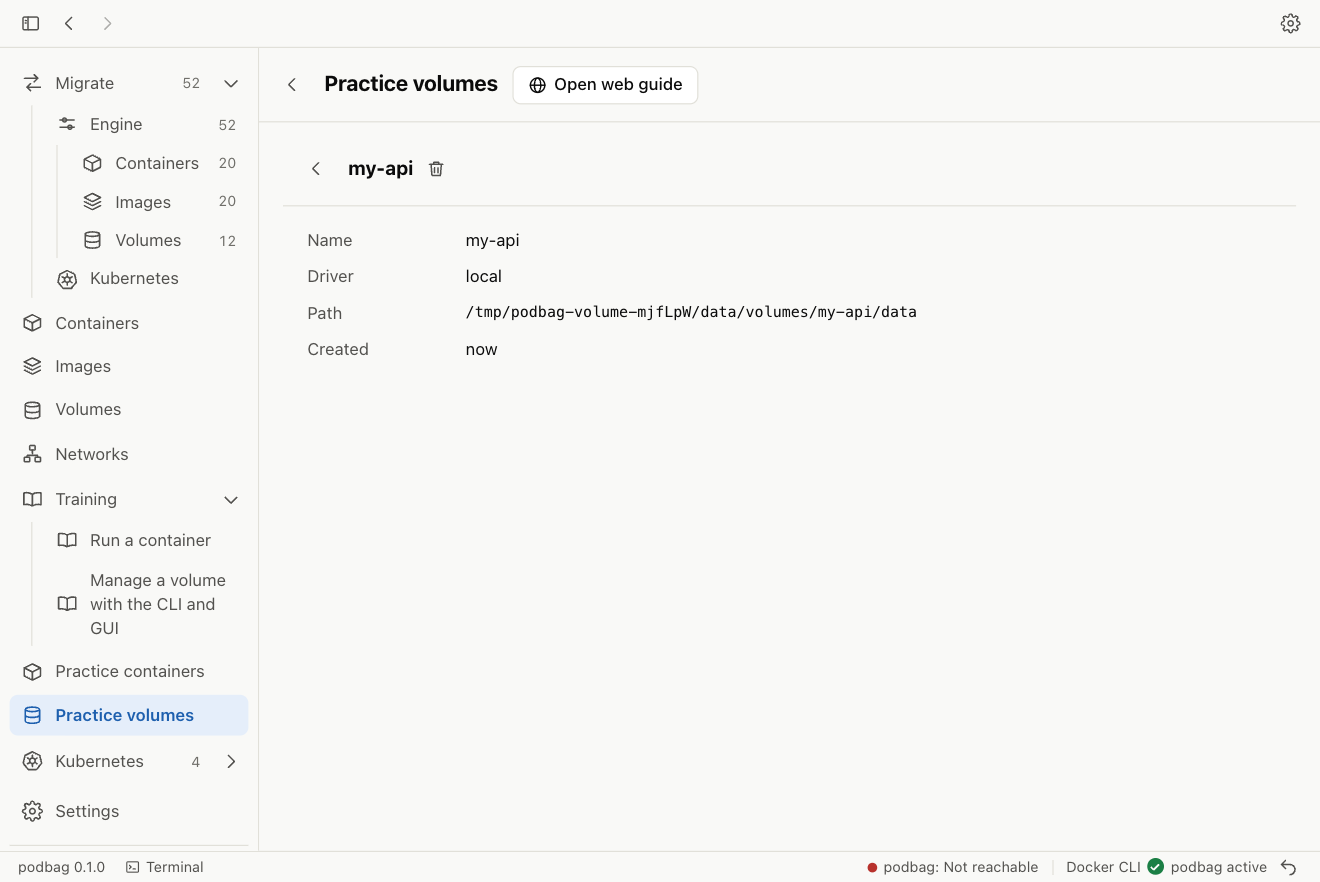 Migrate 52
Engine 52
Containers 20
Images 20
Volumes 12
Kubernetes
Containers
Images
Volumes
Networks
Training
Run a container
Manage a volume
with the CLI and
GUI
Practice containers
Practice volumes
Kubernetes 4
Settings
Practice volumes Open web guide
my-api
Name my-api
Driver local
Path /tmp/podbag-volume-mjfLpW/data/volumes/my-api/data
Created now
podbag 0.1.0 Terminal podbag: Not reachable Docker CLI podbag active